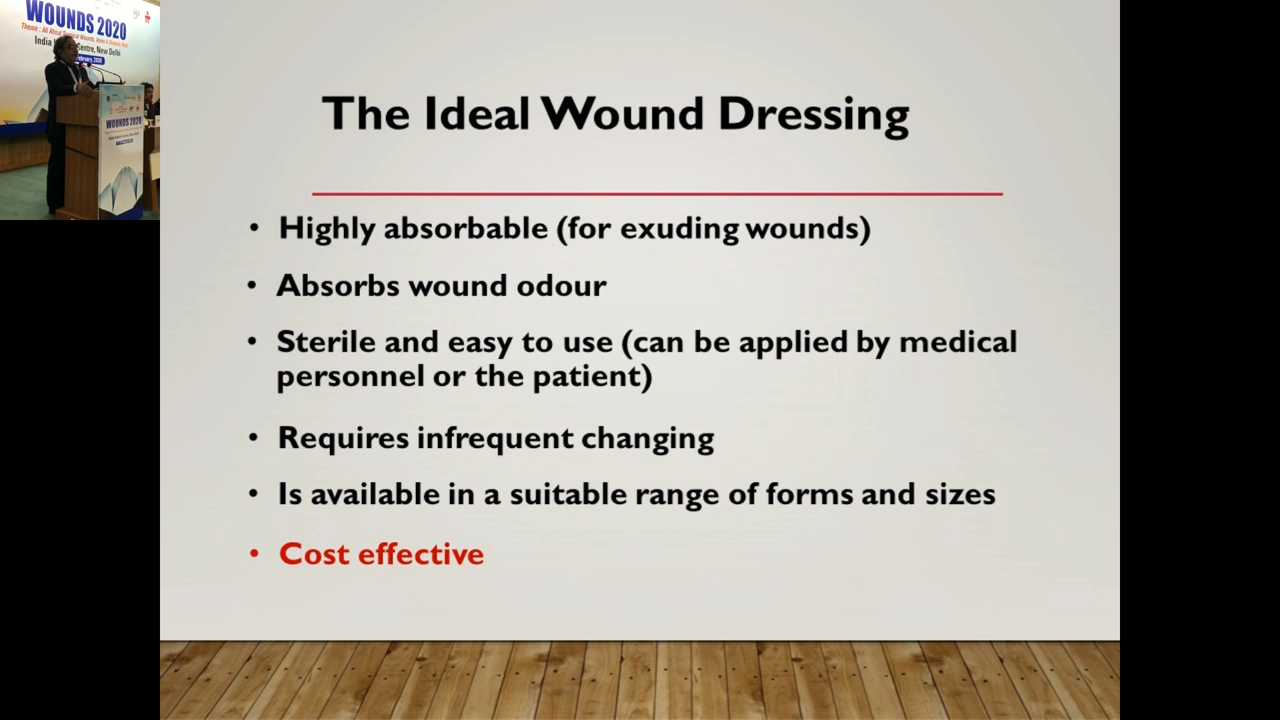 WOUNDS 2020
The Ideal Wound Dressing
• Highly absorbable (for exuding wounds)
• Absorbs wound odour
• Sterile and easy to use (can be applied by medical
personnel or the patient)
• Requires infrequent changing
• Is available in a suitable range of forms and sizes
• Cost effective
WOUNDS 2020